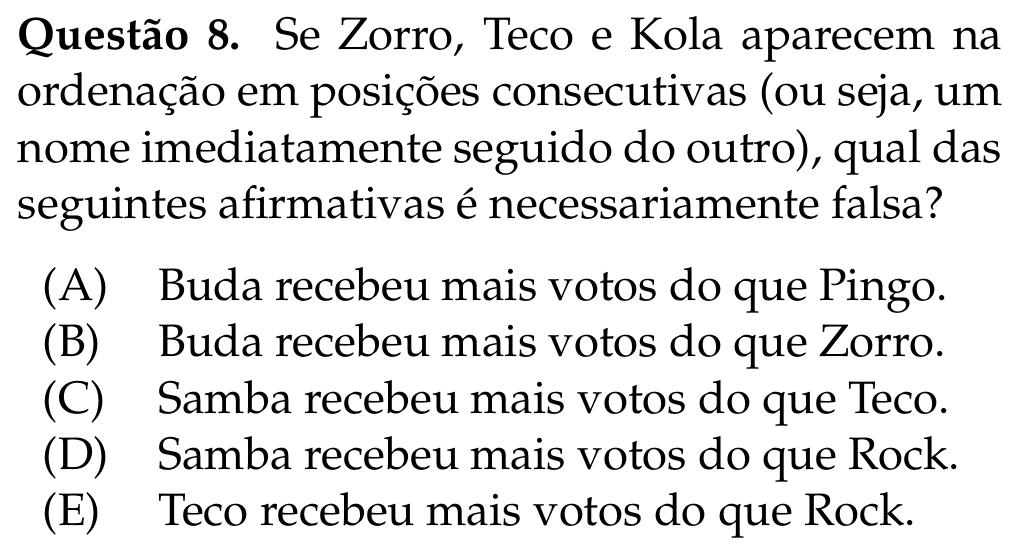 Questão 8. Se Zorro, Teco e Kola aparecem na
ordenação em posições consecutivas (ou seja, um
nome imediatamente seguido do outro), qual das
seguintes afirmativas é necessariamente falsa?
(A) Buda recebeu mais votos do que Pingo.
(B) Buda recebeu mais votos do que Zorro.
(C) Samba recebeu mais votos do que Teco.
(D) Samba recebeu mais votos do que Rock.
(E) Teco recebeu mais votos do que Rock.